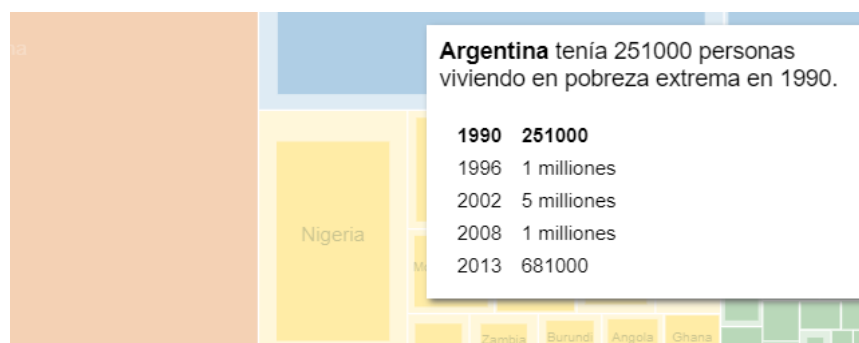 Argentina tenía 251000 personas
viviendo en pobreza extrema en 1990.
1990 251000
1996 1 milliones
2002 5 milliones
2008 1 milliones
2013 681000
Nigeria
Zambia Burundi Angola Ghana